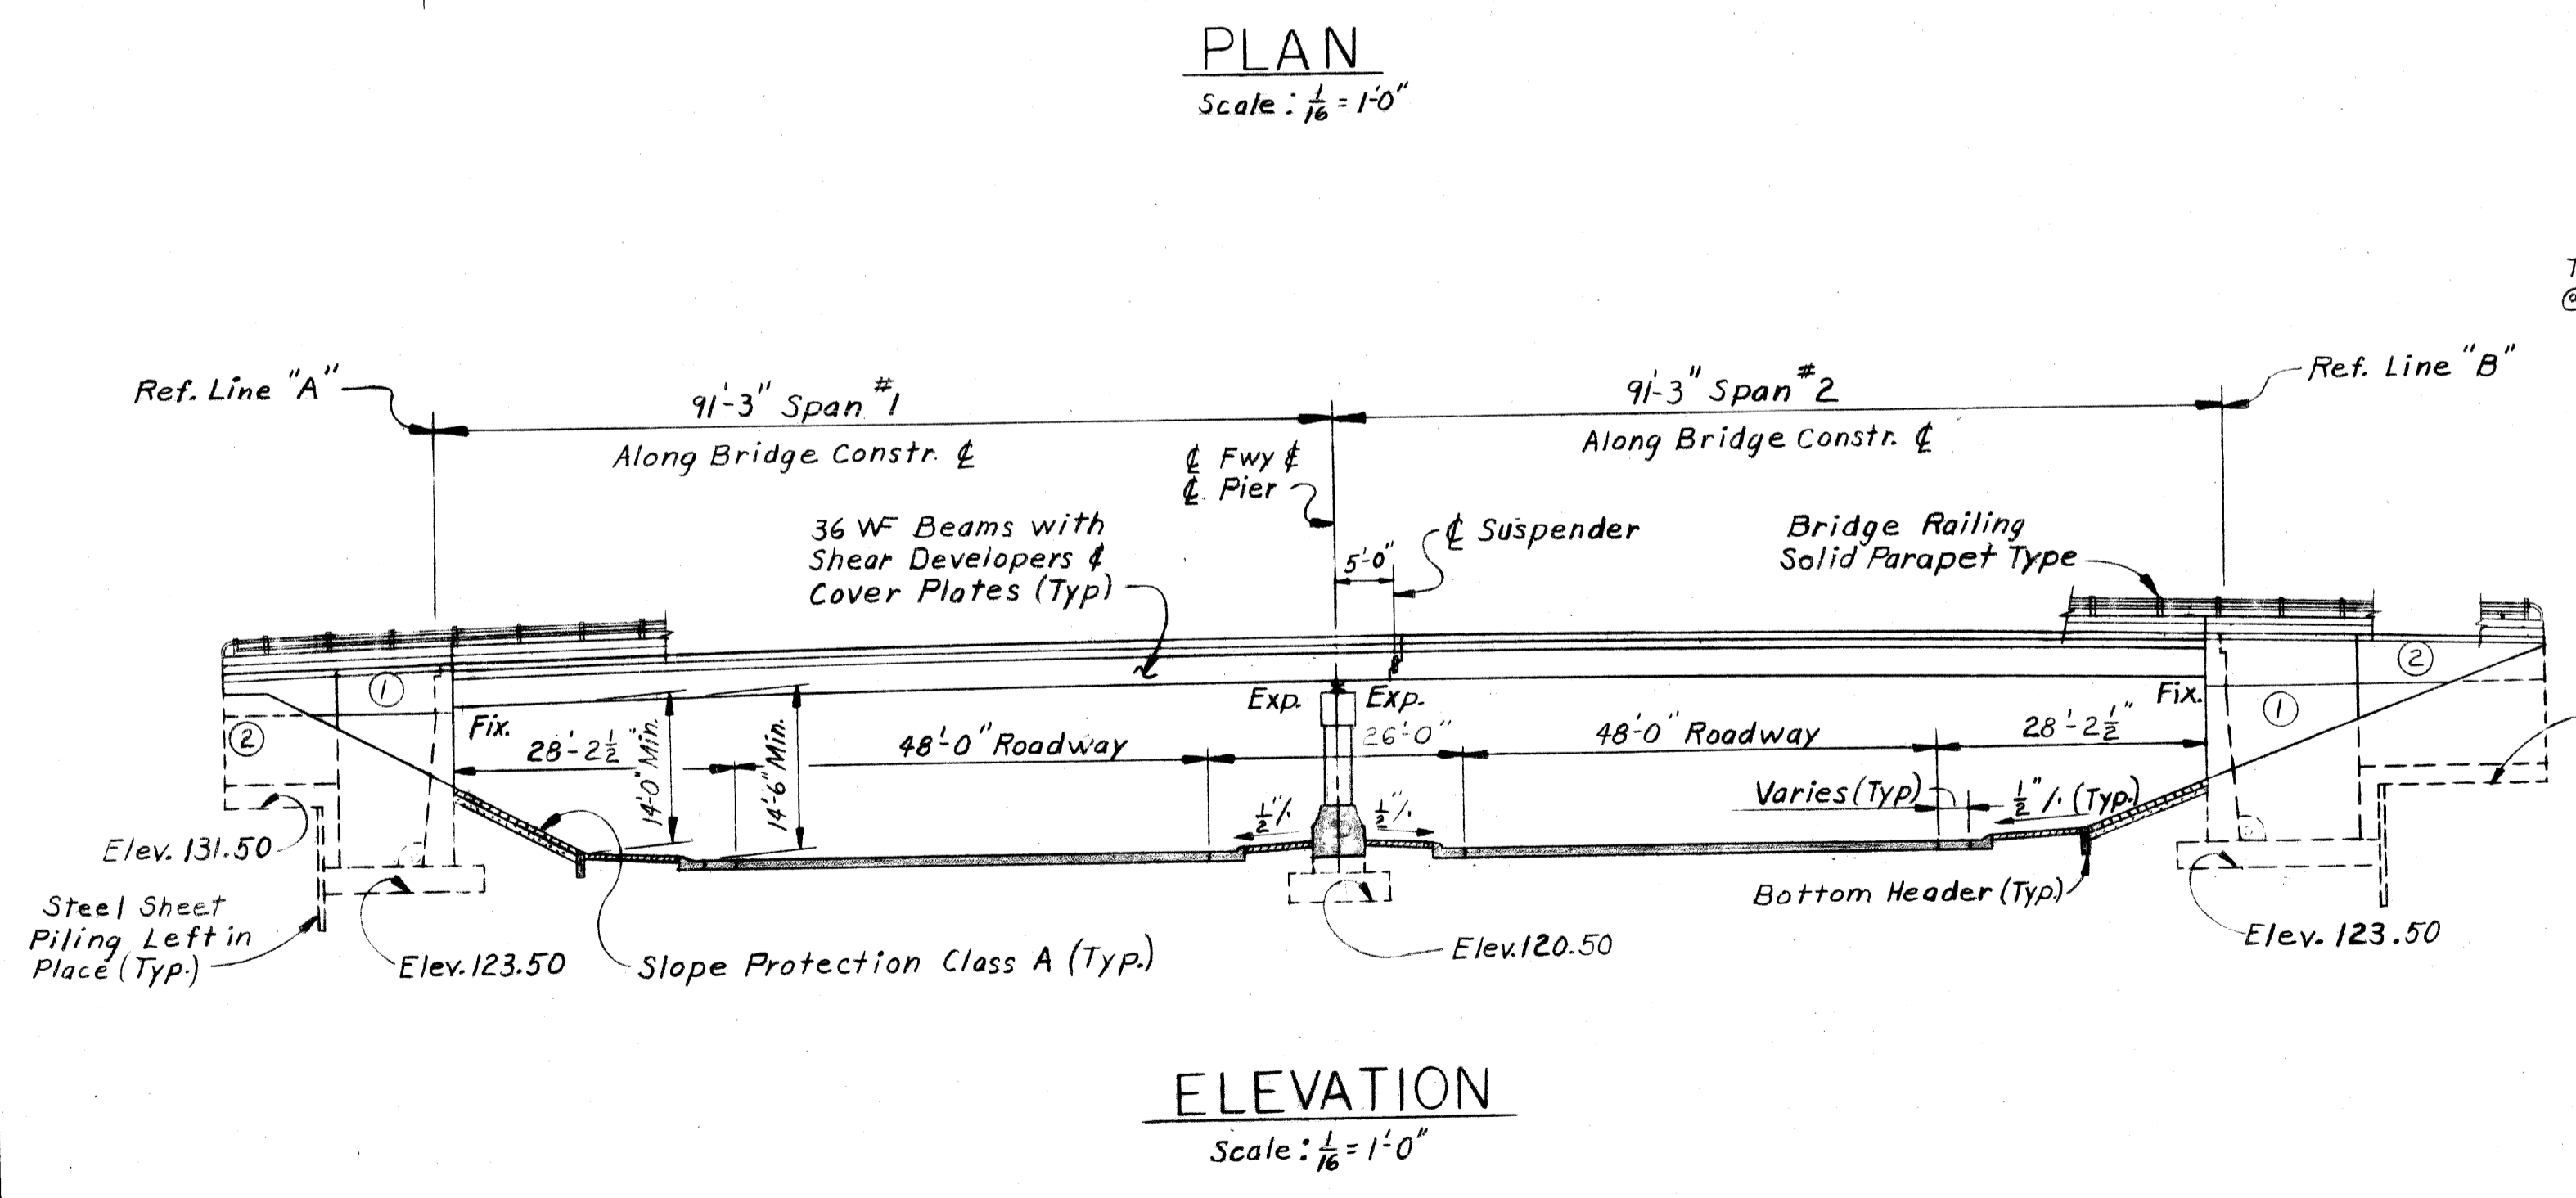 PLAN
Scale: 1/16 = 1'-0"
Ref. Line "A"
91'-3" Span #1
Along Bridge Constr. ℄
91'-3" Span #2
Along Bridge Constr. ℄
Ref. Line "B"
℄ Fwy &
℄ Pier
36 WF Beams with
Shear Developers &
Cover Plates (Typ)
℄ Suspender
5'-0"
Bridge Railing
Solid Parapet Type
1
2
Fix.
28'-2 1/2"
14'-0" Min.
14'-6" Min.
48'-0" Roadway
Exp.
Exp.
26'-0"
48'-0" Roadway
Fix.
28'-2 1/2"
2
1
1/2"/.
1/2"/.
Varies (Typ)
1/2"/. (Typ.)
Elev. 131.50
Steel Sheet
Piling Left in
Place (Typ.)
Elev. 123.50
Slope Protection Class A (Typ.)
Elev. 120.50
Bottom Header (Typ.)
Elev. 123.50
ELEVATION
Scale: 1/16 = 1'-0"